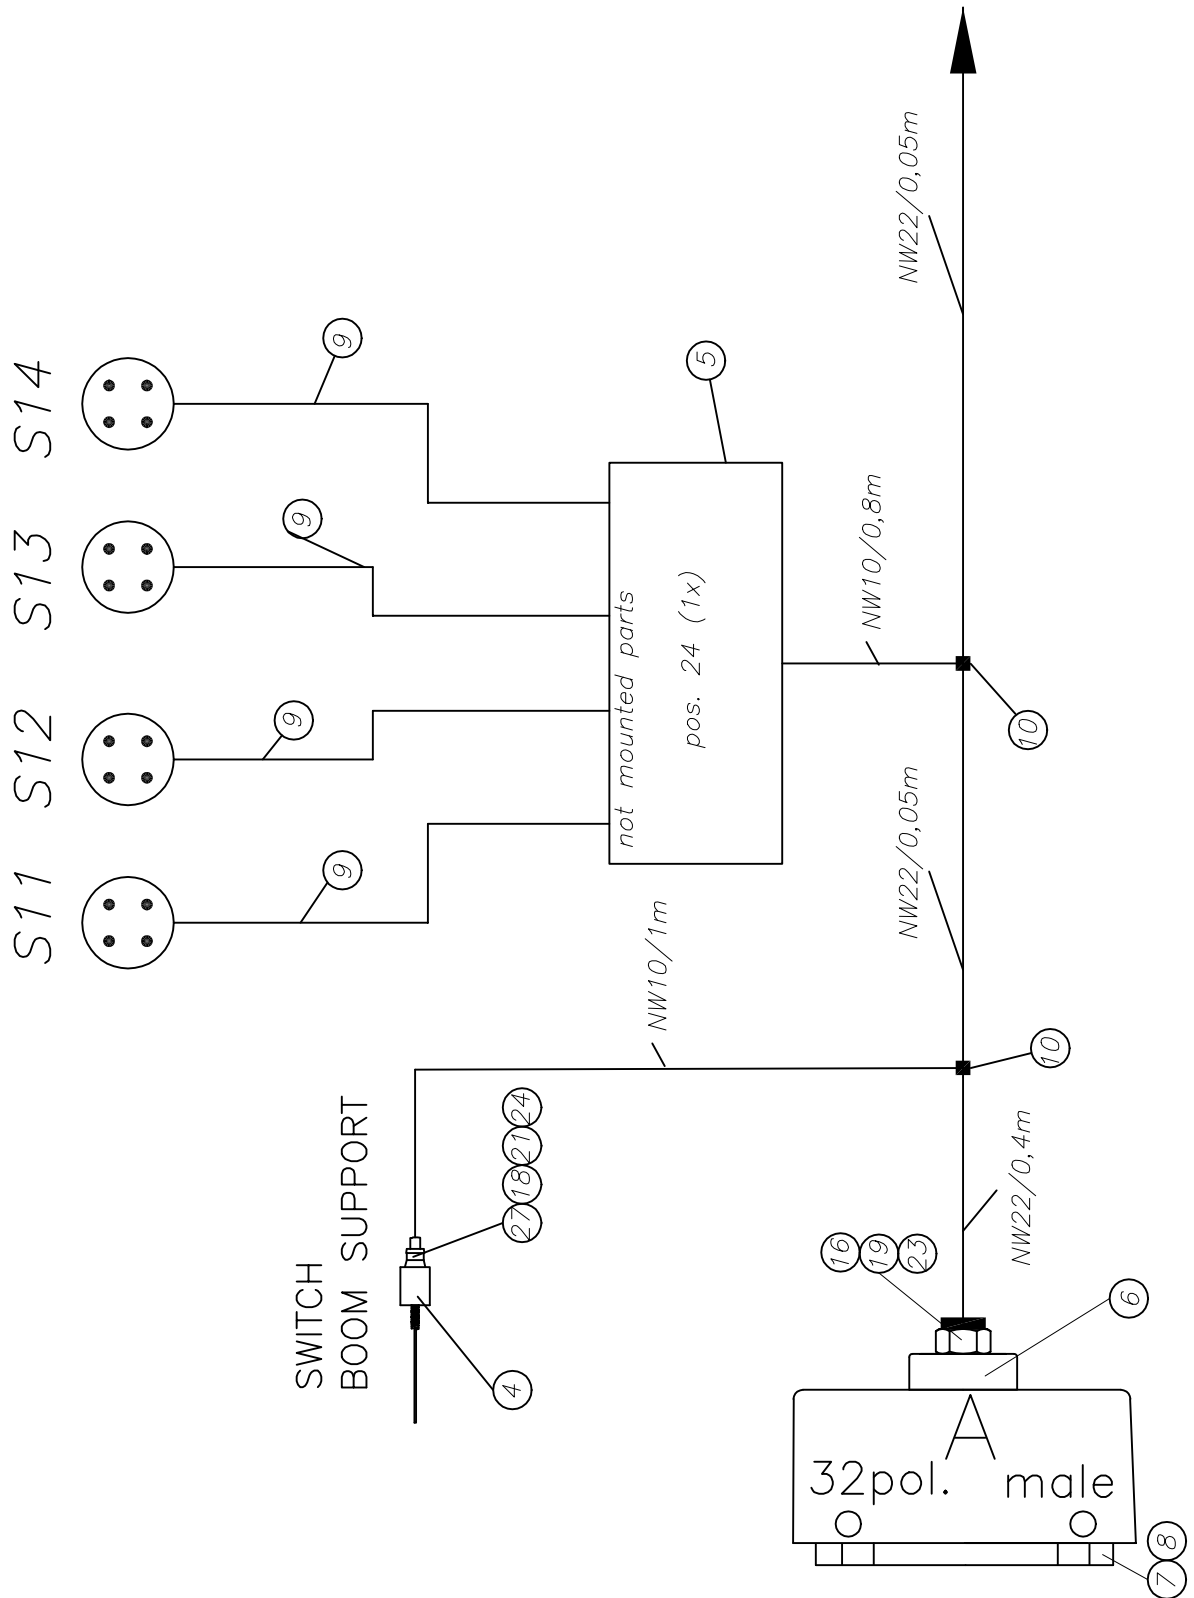 S11
S12
S13
S14
9
9
9
9
5
not mounted parts
pos. 24 (1x)
NW10/0,8m
NW22/0,05m
10
NW22/0,05m
10
NW10/1m
SWITCH
BOOM SUPPORT
27 18 21 24
4
NW22/0,4m
16
19
23
6
A
32pol. male
7 8